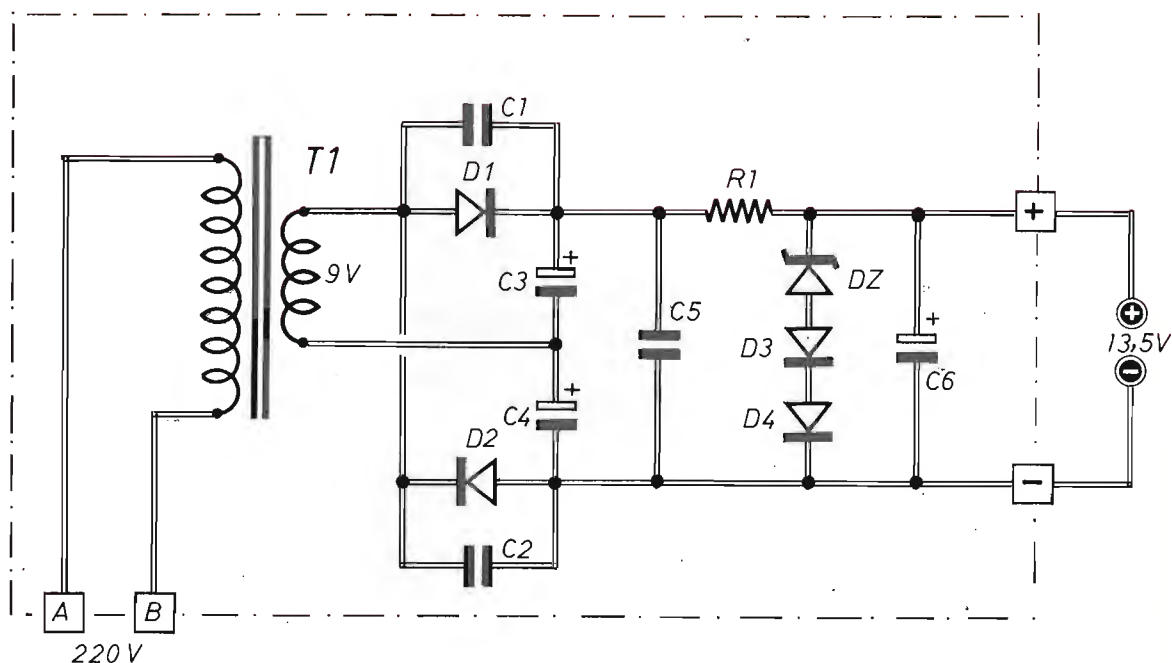 C1
D1
T1
R1
+
9V
C3
+
DZ
C5
D3
+
+
13,5V
-
C6
C4
+
D4
D2
-
C2
A
B
220V